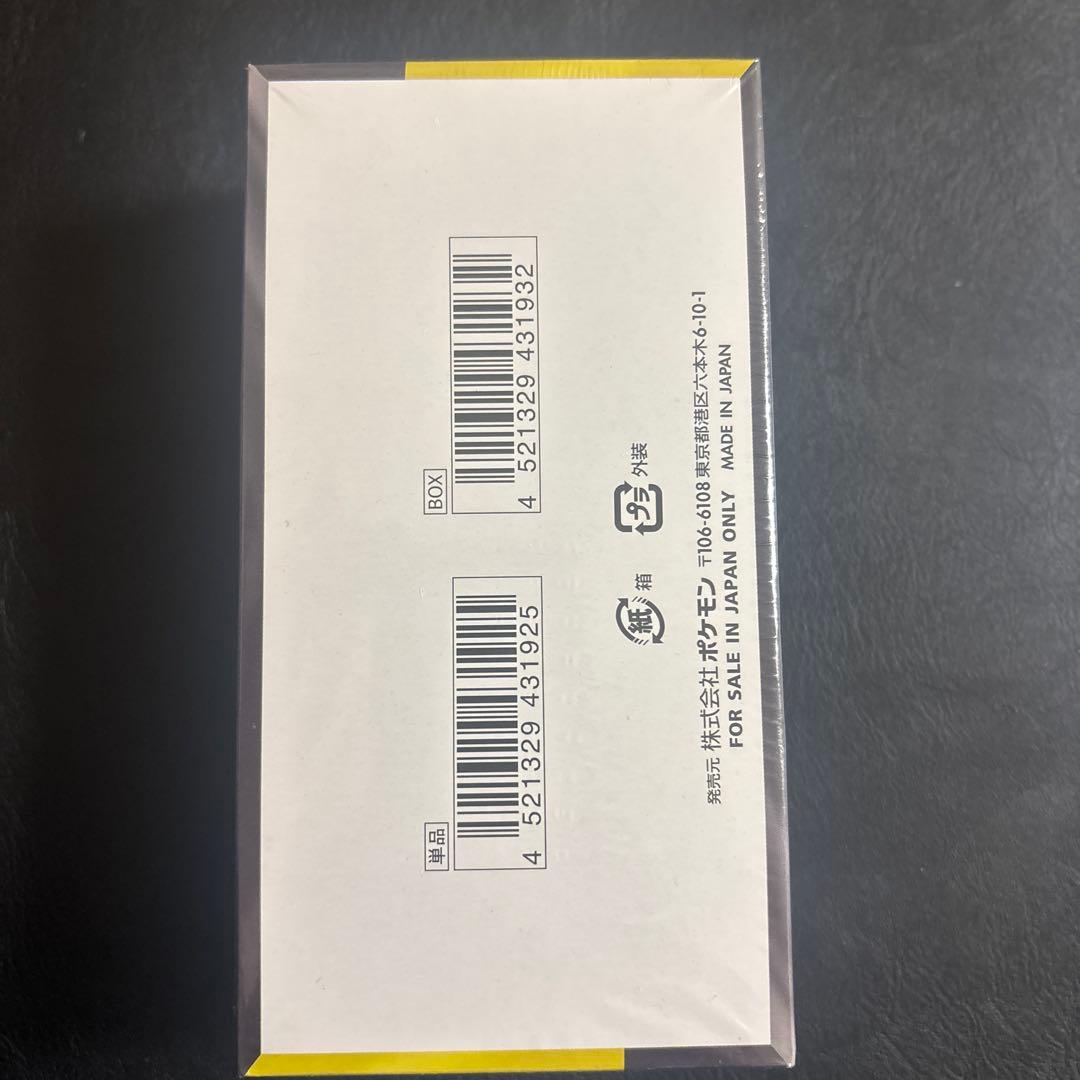 単品
4 521329 431925
BOX
4 521329 431932
紙 箱
プラ 外装
発売元 株式会社ポケモン 〒106-6108 東京都港区六本木6-10-1
FOR SALE IN JAPAN ONLY MADE IN JAPAN